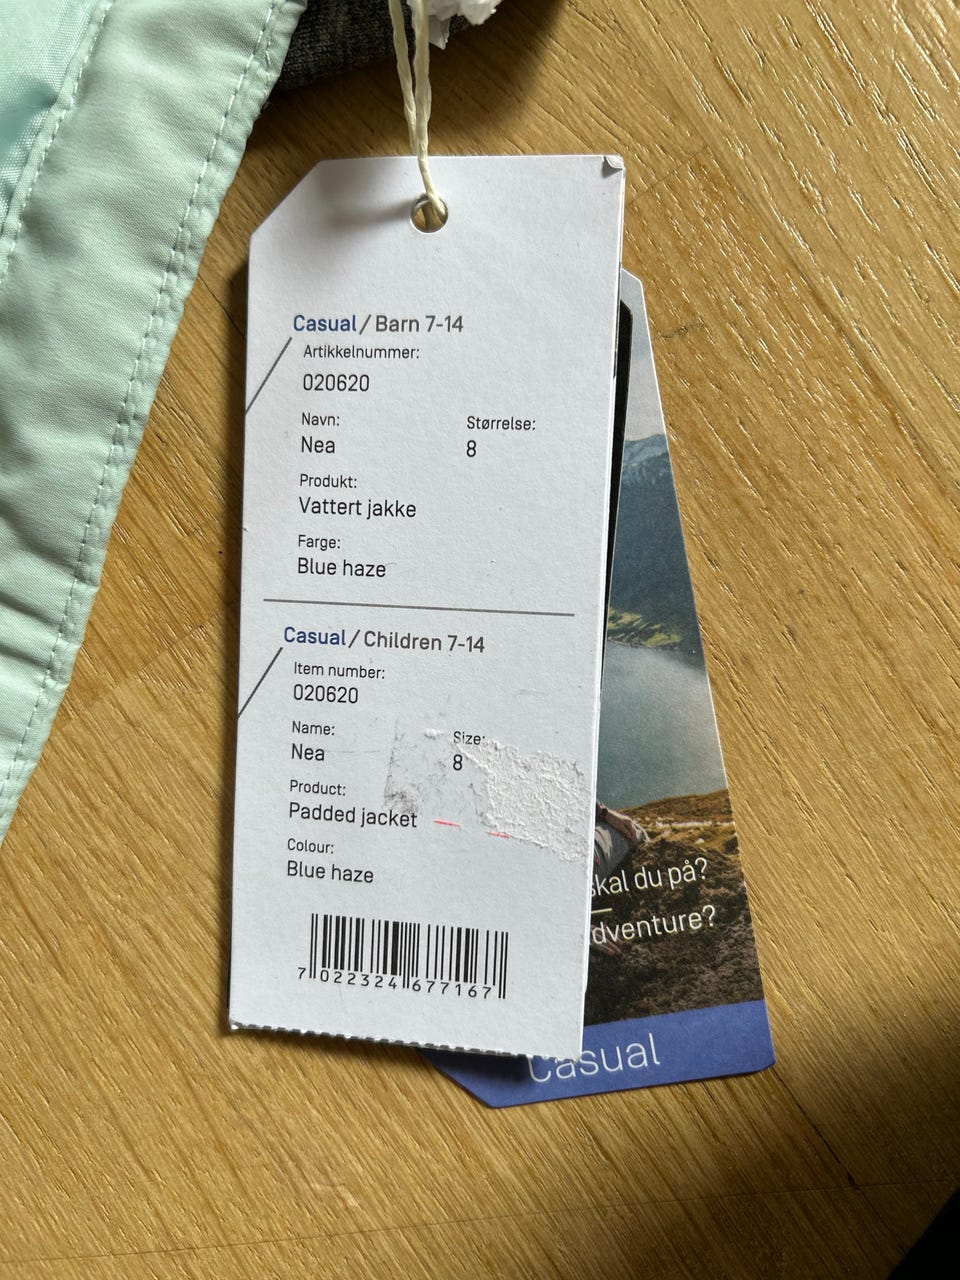 Casual / Barn 7-14
Artikkelnummer:
020620
Navn: Størrelse:
Nea 8
Produkt:
Vattert jakke
Farge:
Blue haze
Casual / Children 7-14
Item number:
020620
Name: Size:
Nea 8
Product:
Padded jacket
Colour:
Blue haze
7 022324 677167
skal du på?
dventure?
Casual